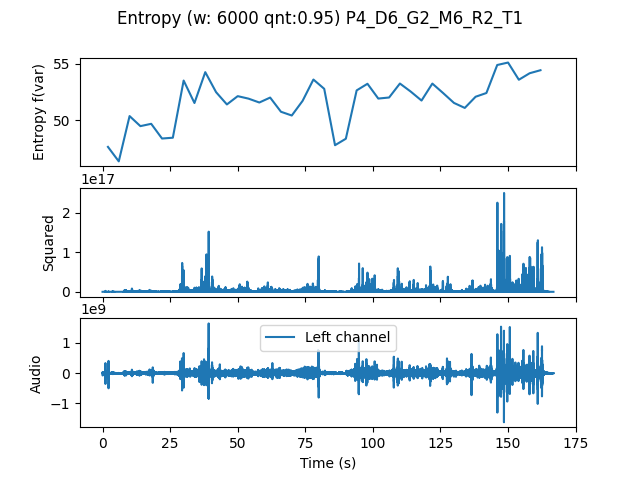 Entropy (w: 6000 qnt:0.95) P4_D6_G2_M6_R2_T1
55
50
Entropy f(var)
1e17
2
1
0
Squared
1e9
1
0
−1
Audio
Left channel
0 25 50 75 100 125 150 175
Time (s)